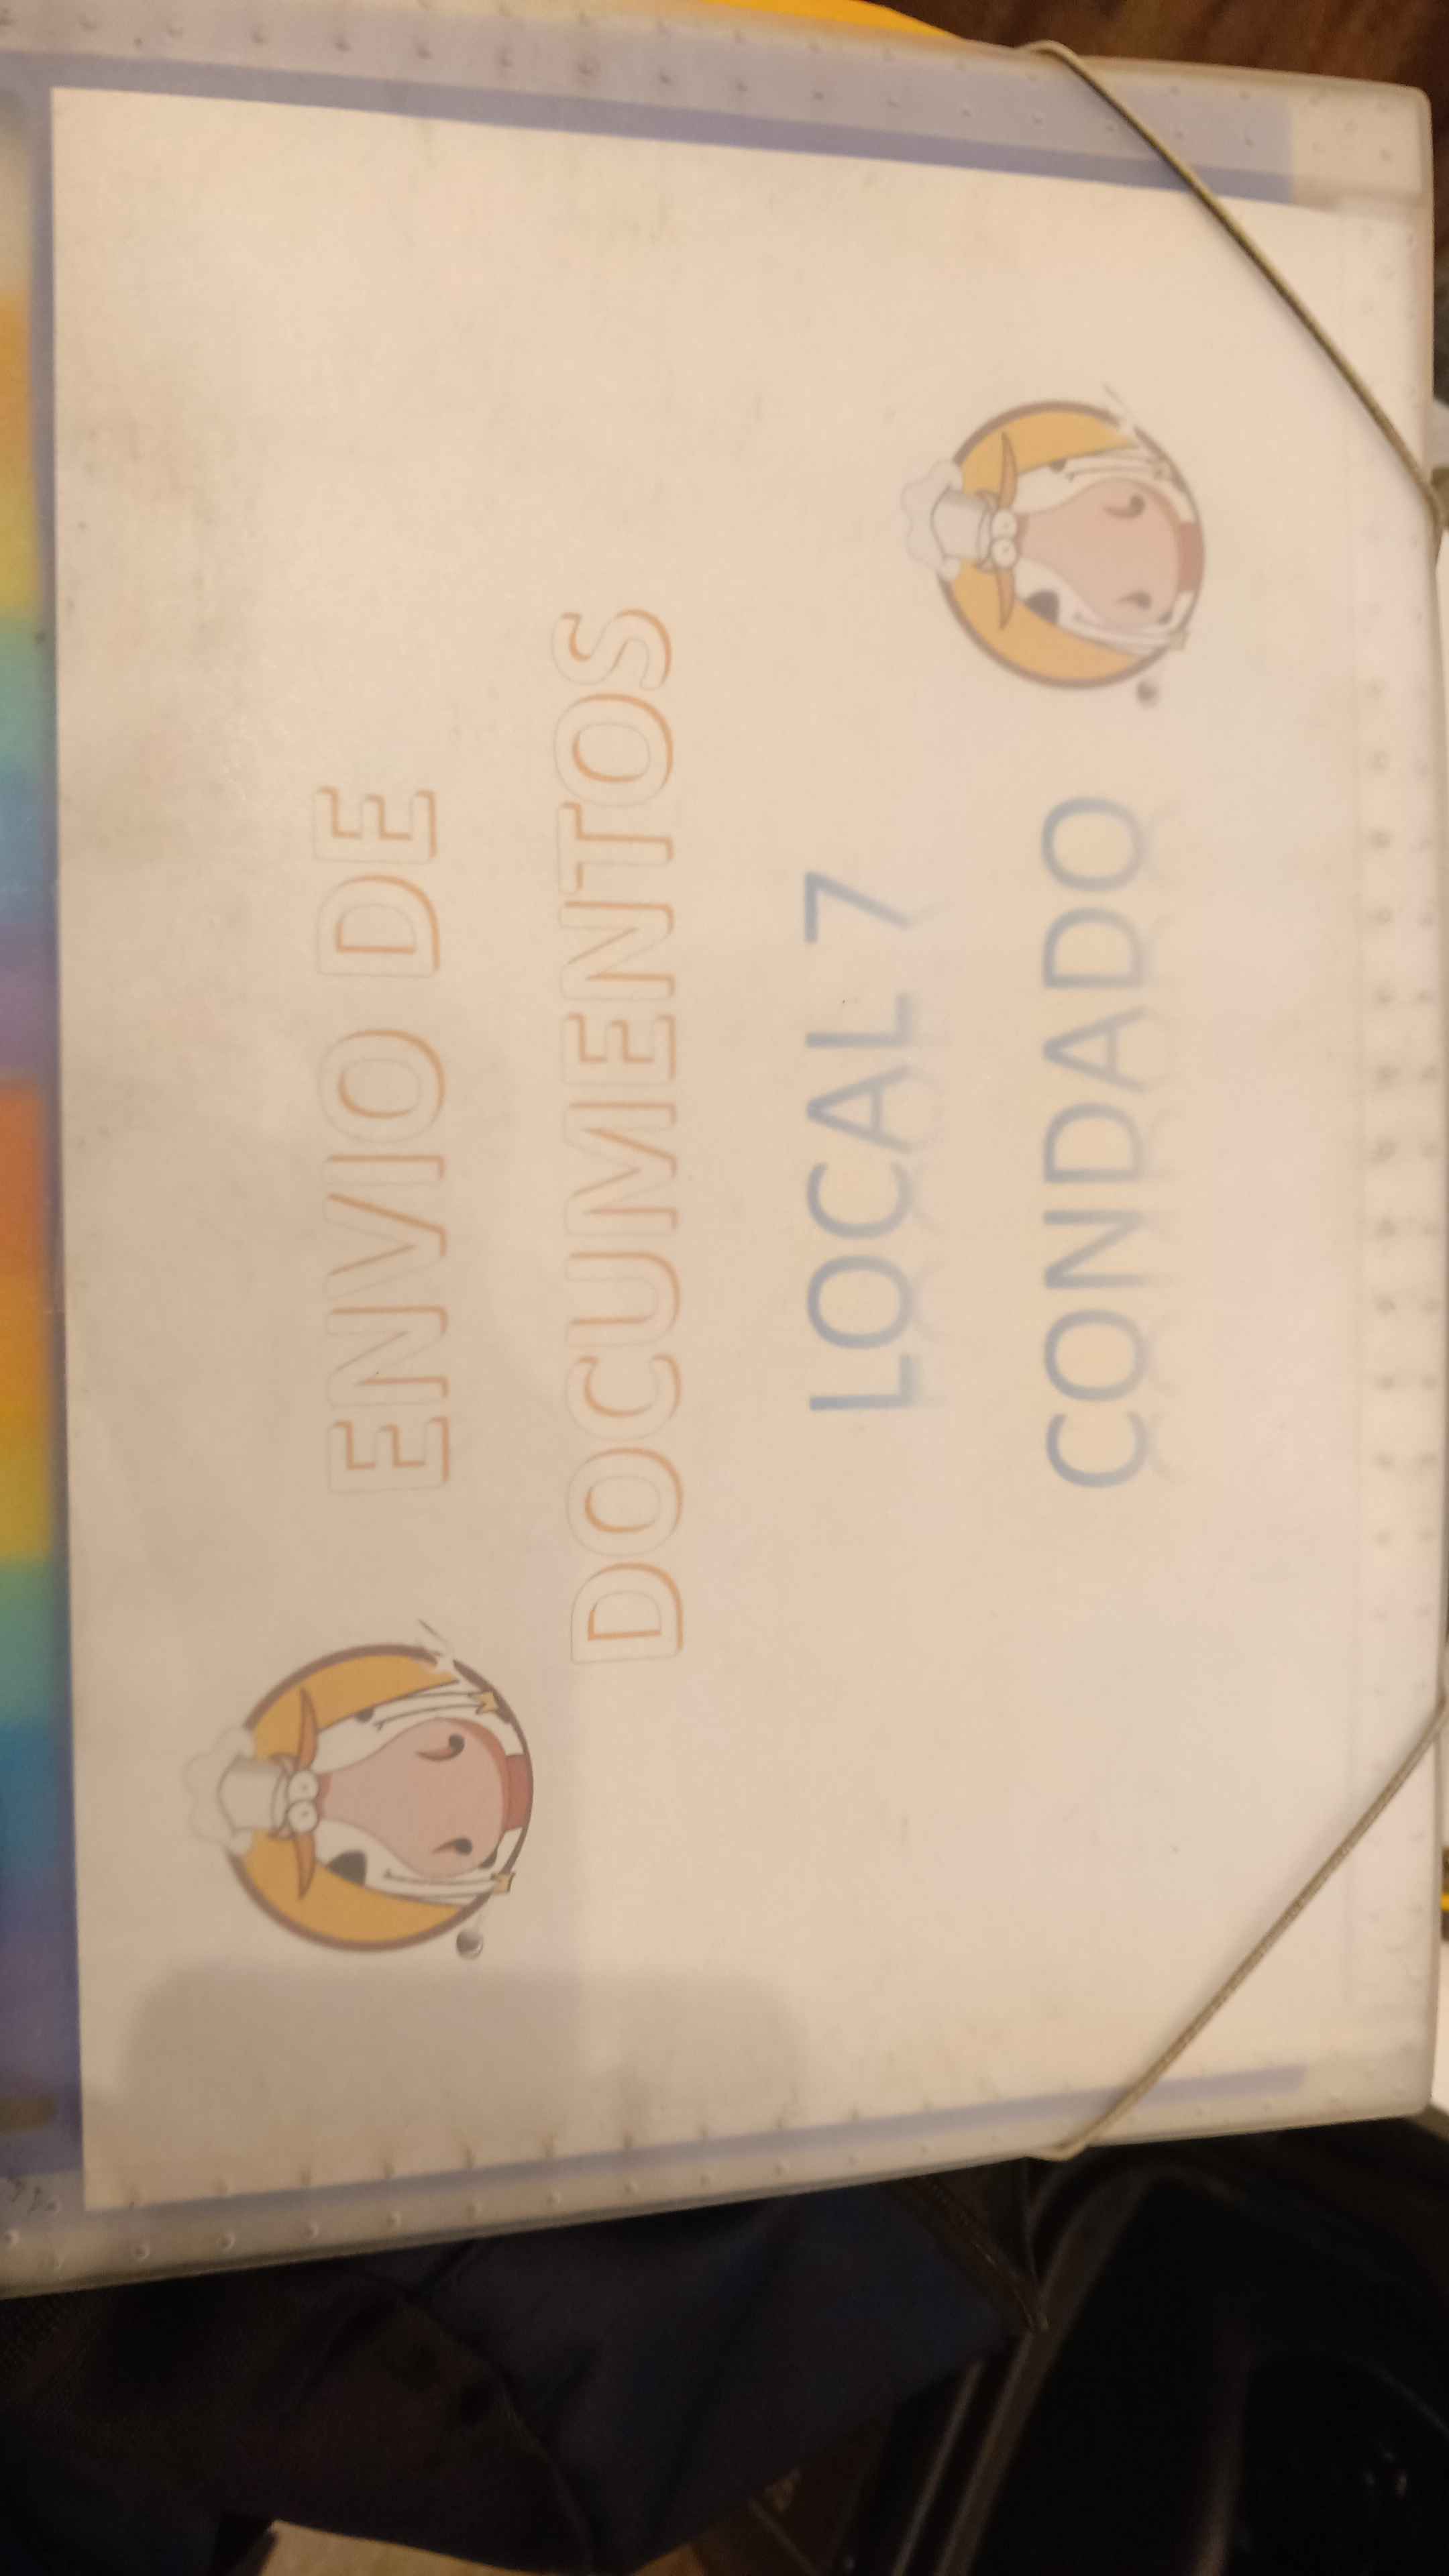 ENVIO DE
DOCUMENTOS
LOCAL 7
CONDADO